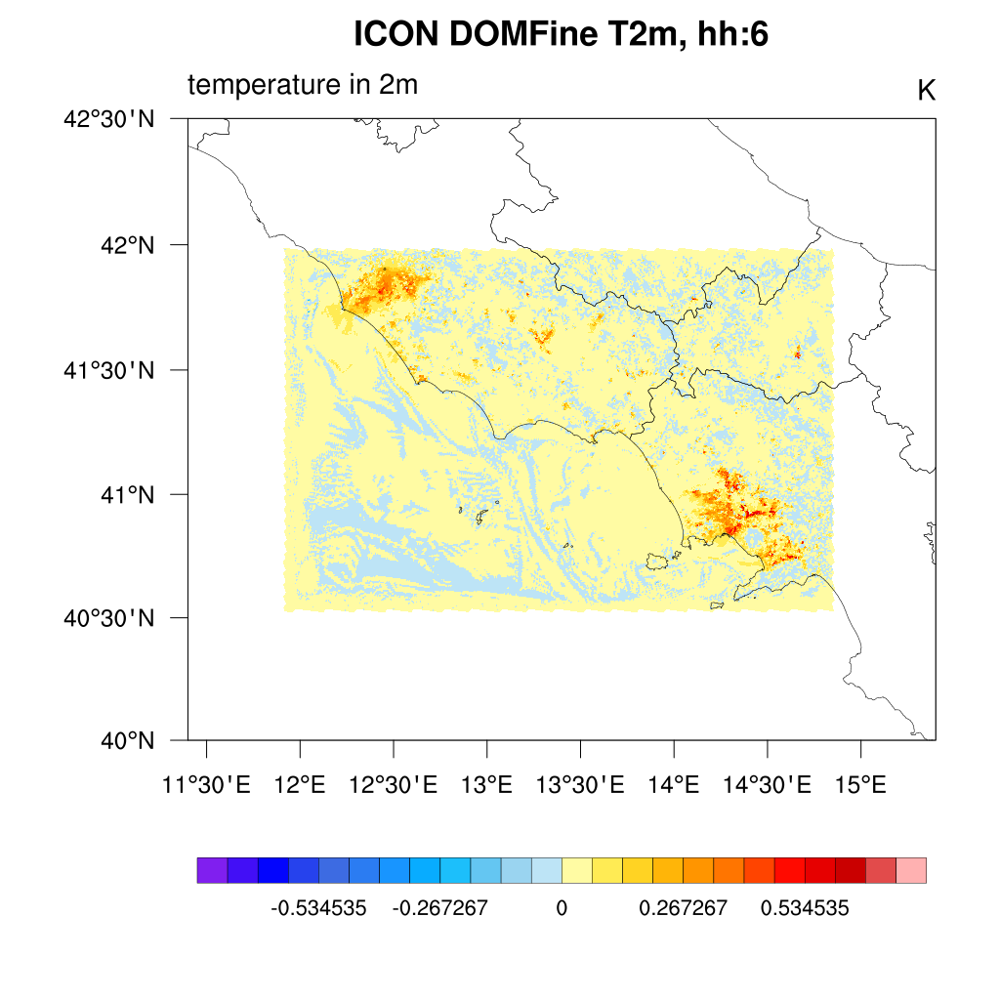 ICON DOMFine T2m, hh:6
temperature in 2m
K
42°30'N
42°N
41°30'N
41°N
40°30'N
40°N
11°30'E 12°E 12°30'E 13°E 13°30'E 14°E 14°30'E 15°E
-0.534535 -0.267267 0 0.267267 0.534535